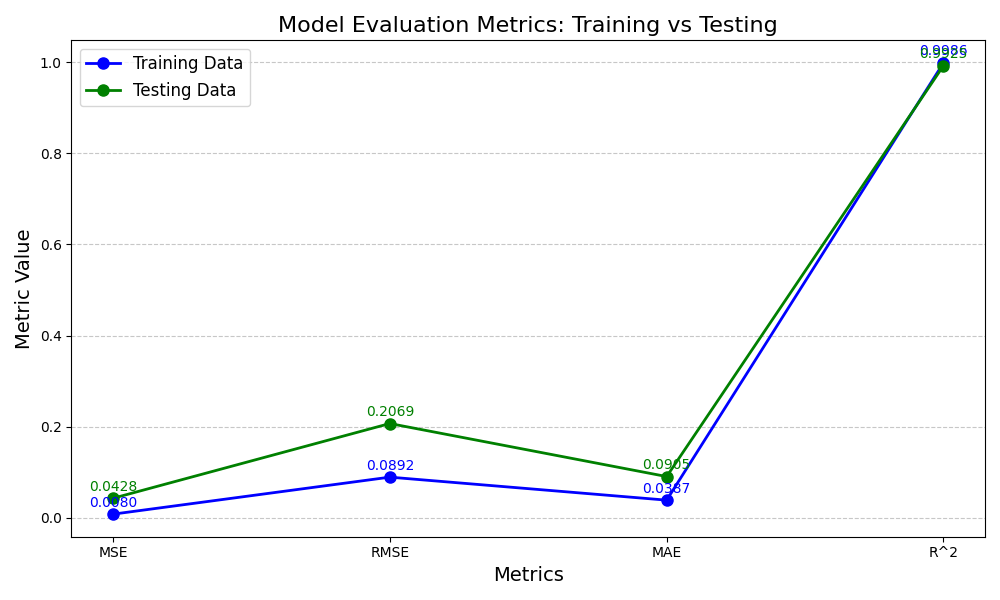 Model Evaluation Metrics: Training vs Testing
Training Data
Testing Data
Metric Value
1.0
0.8
0.6
0.4
0.2
0.0
0.0428
0.0080
0.2069
0.0892
0.0905
0.0387
0.9986
MSE
RMSE
MAE
R^2
Metrics